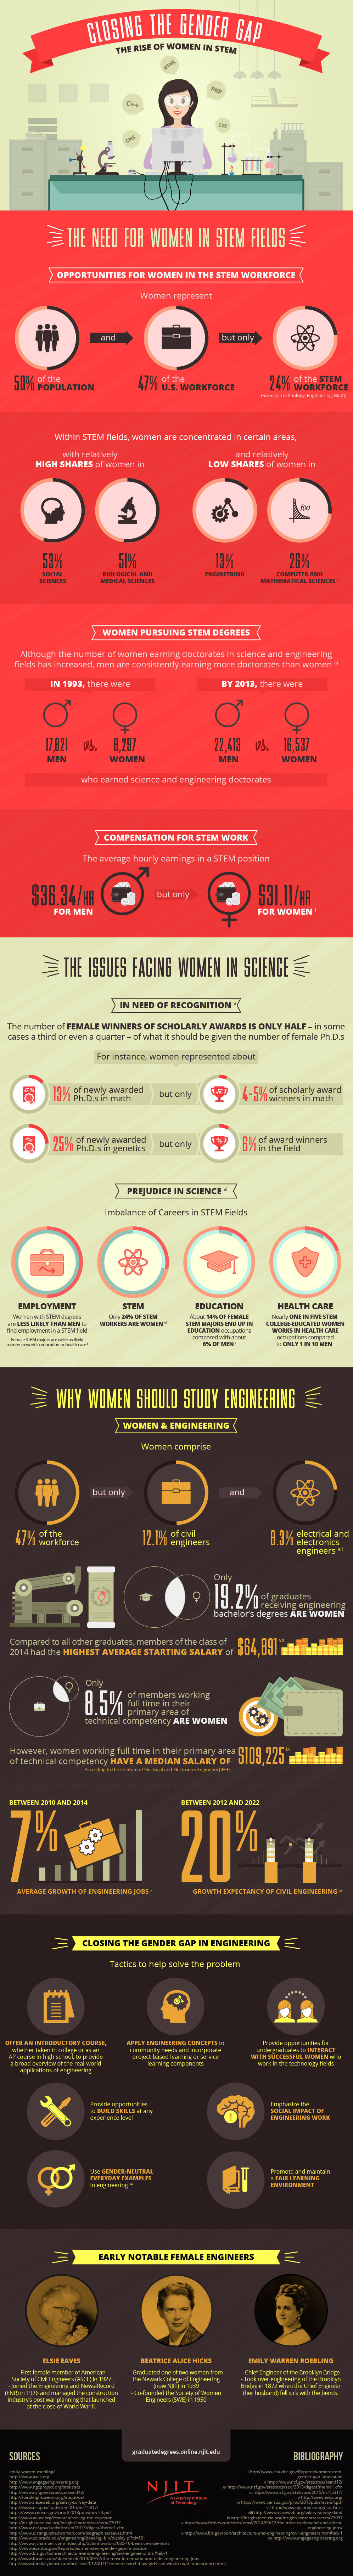 CLOSING THE GENDER GAP
THE RISE OF WOMEN IN STEM
HTML
C++
PHP
CSS
CMS
THE NEED FOR WOMEN IN STEM FIELDS
OPPORTUNITIES FOR WOMEN IN THE STEM WORKFORCE
Women represent
and
but only
50% of the
POPULATION
47% of the
U.S. WORKFORCE
24% of the STEM
WORKFORCE
(Science, Technology, Engineering, Math)
Within STEM fields, women are concentrated in certain areas,
with relatively
HIGH SHARES of women in
and relatively
LOW SHARES of women in
f(x)
53%
SOCIAL
SCIENCES
51%
BIOLOGICAL AND
MEDICAL SCIENCES
13%
ENGINEERING
26%
COMPUTER AND
MATHEMATICAL SCIENCES
WOMEN PURSUING STEM DEGREES
Although the number of women earning doctorates in science and engineering
fields has increased, men are consistently earning more doctorates than women iii
IN 1993, there were
BY 2013, there were
17,821 vs. 8,297
MEN WOMEN
22,413 vs. 16,537
MEN WOMEN
who earned science and engineering doctorates
COMPENSATION FOR STEM WORK
The average hourly earnings in a STEM position
$36.34/HR
FOR MEN
but only
$31.11/HR
FOR WOMEN
THE ISSUES FACING WOMEN IN SCIENCE
IN NEED OF RECOGNITION
The number of FEMALE WINNERS OF SCHOLARLY AWARDS IS ONLY HALF – in some
cases a third or even a quarter – of what it should be given the number of female Ph.D.s
For instance, women represented about
13% of newly awarded
Ph.D.s in math
but only
4-5% of scholarly award
winners in math
25% of newly awarded
Ph.D.s in genetics
but only
6% of award winners
in the field
PREJUDICE IN SCIENCE
Imbalance of Careers in STEM Fields
EMPLOYMENT
Women with STEM degrees
are LESS LIKELY THAN MEN to
find employment in a STEM field
Female STEM majors are twice as likely
as men to work in education or health care
STEM
Only 24% OF STEM
WORKERS ARE WOMEN
EDUCATION
About 14% OF FEMALE
STEM MAJORS END UP IN
EDUCATION occupations
compared with about
6% OF MEN
HEALTH CARE
Nearly ONE IN FIVE STEM
COLLEGE-EDUCATED WOMEN
WORKS IN HEALTH CARE
occupations compared
to ONLY 1 IN 10 MEN
WHY WOMEN SHOULD STUDY ENGINEERING
WOMEN & ENGINEERING
Women comprise
but only
and
47% of the
workforce
12.1% of civil
engineers
8.3% electrical and
electronics
engineers vii
Only
19.2% of graduates
receiving engineering
bachelor's degrees ARE WOMEN
Compared to all other graduates, members of the class of
2014 had the HIGHEST AVERAGE STARTING SALARY of $64,891 viii
Only
8.5% of members working
full time in their
primary area of
technical competency ARE WOMEN
However, women working full time in their primary area
of technical competency HAVE A MEDIAN SALARY OF $109,225
According to the Institute of Electrical and Electronics Engineers (IEEE)
BETWEEN 2010 AND 2014
7%
AVERAGE GROWTH OF ENGINEERING JOBS
BETWEEN 2012 AND 2022
20%
GROWTH EXPECTANCY OF CIVIL ENGINEERING
CLOSING THE GENDER GAP IN ENGINEERING
Tactics to help solve the problem
OFFER AN INTRODUCTORY COURSE,
whether taken in college or as an
AP course in high school, to provide
a broad overview of the real-world
applications of engineering
APPLY ENGINEERING CONCEPTS to
community needs and incorporate
project-based learning or service
learning components
Provide opportunities for
undergraduates to INTERACT
WITH SUCCESSFUL WOMEN who
work in the technology fields
Provide opportunities
to BUILD SKILLS at any
experience level
Emphasize the
SOCIAL IMPACT OF
ENGINEERING WORK
Use GENDER-NEUTRAL
EVERYDAY EXAMPLES
in engineering
Promote and maintain
a FAIR LEARNING
ENVIRONMENT
EARLY NOTABLE FEMALE ENGINEERS
ELSIE EAVES
- First female member of American
Society of Civil Engineers (ASCE) in 1927
- Joined the Engineering and News-Record
(ENR) in 1926 and managed the construction
industry's post war planning that launched
at the close of World War II.
BEATRICE ALICE HICKS
- Graduated one of two women from
the Newark College of Engineering
(now NJIT) in 1939
- Co-founded the Society of Women
Engineers (SWE) in 1950
EMILY WARREN ROEBLING
- Chief Engineer of the Brooklyn Bridge
- Took over engineering of the Brooklyn
Bridge in 1872 when the Chief Engineer
(her husband) fell sick with the bends.
graduatedegrees.online.njit.edu
NJIT
New Jersey Institute
of Technology
SOURCES
BIBLIOGRAPHY